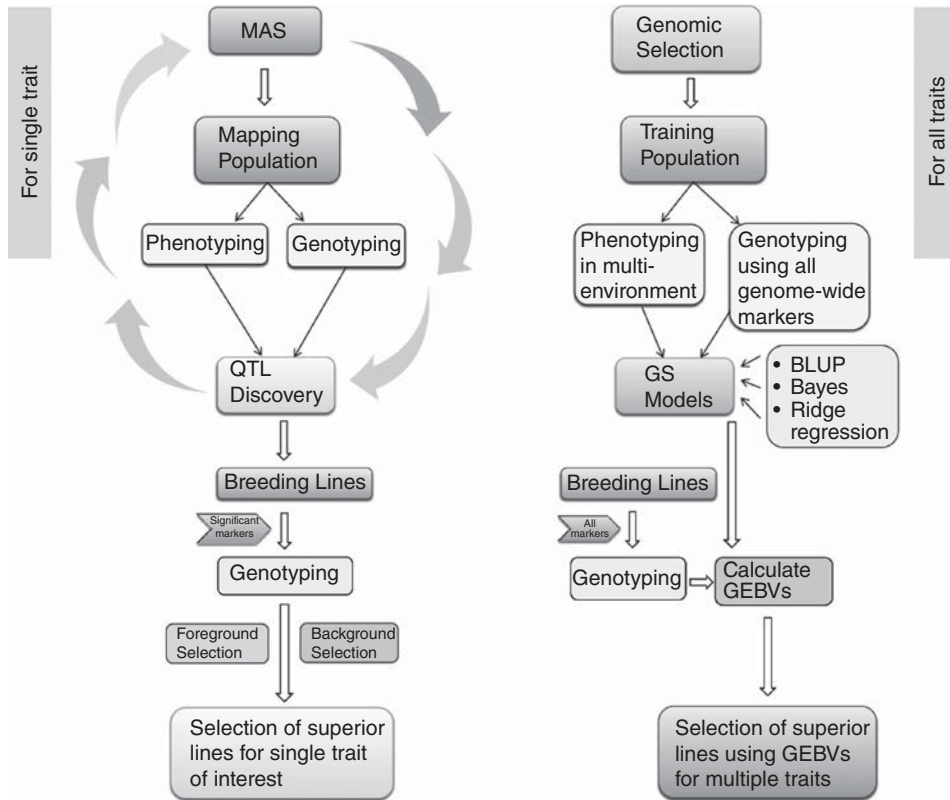 For single trait
MAS
Mapping
Population
Phenotyping
Genotyping
QTL
Discovery
Breeding Lines
Significant
markers
Genotyping
Foreground
Selection
Background
Selection
Selection of superior
lines for single trait
of interest
For all traits
Genomic
Selection
Training
Population
Phenotyping
in multi-
environment
Genotyping
using all
genome-wide
markers
GS
Models
• BLUP
• Bayes
• Ridge
regression
Breeding Lines
All
markers
Genotyping
Calculate
GEBVs
Selection of superior
lines using GEBVs
for multiple traits